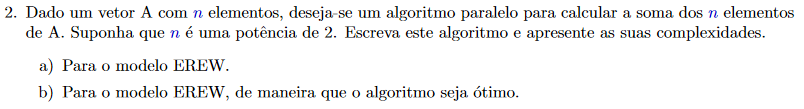 2. Dado um vetor A com n elementos, deseja-se um algoritmo paralelo para calcular a soma dos n elementos
de A. Suponha que n é uma potência de 2. Escreva este algoritmo e apresente as suas complexidades.
a) Para o modelo EREW.
b) Para o modelo EREW, de maneira que o algoritmo seja ótimo.